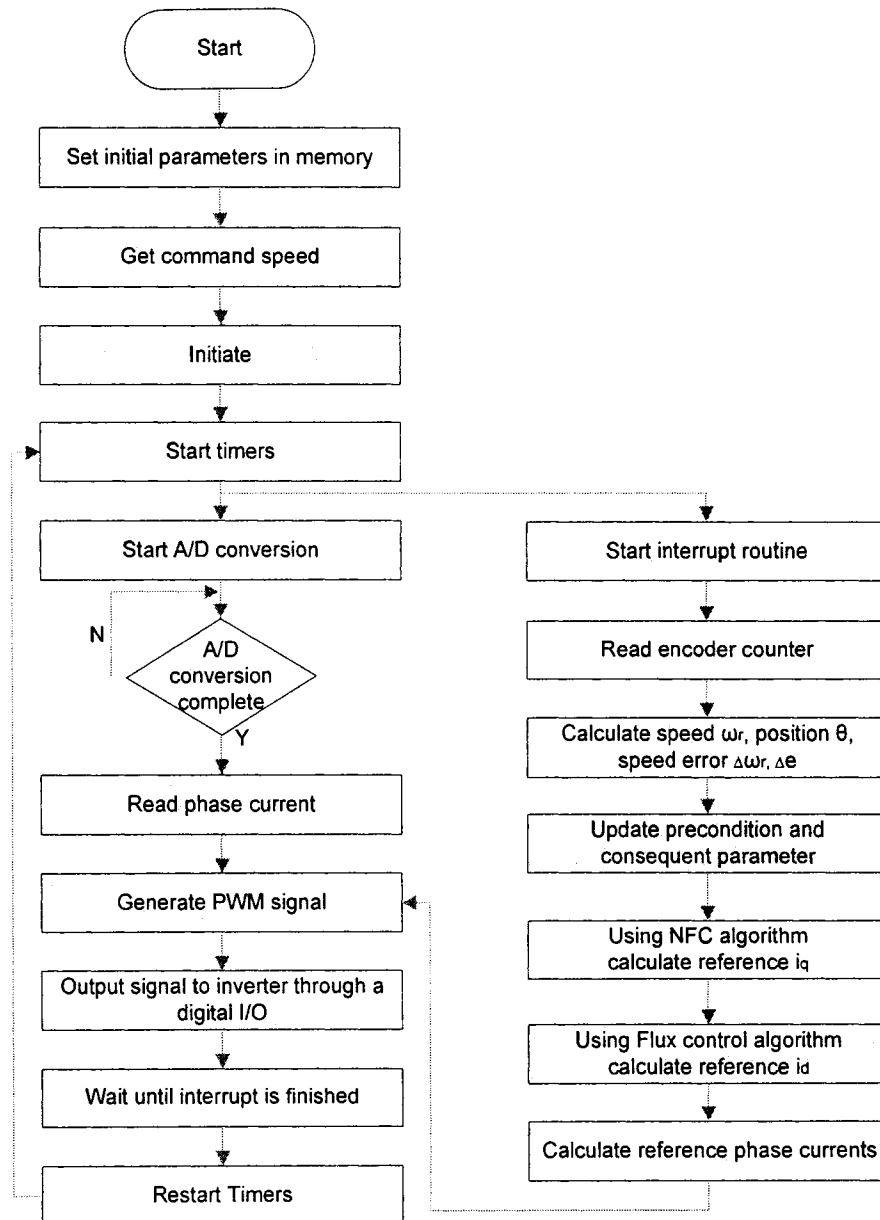 Start
Set initial parameters in memory
Get command speed
Initiate
Start timers
Start A/D conversion
N
A/D
conversion
complete
Y
Read phase current
Generate PWM signal
Output signal to inverter through a
digital I/O
Wait until interrupt is finished
Restart Timers
Start interrupt routine
Read encoder counter
Calculate speed ωr, position θ,
speed error Δωr, Δe
Update precondition and
consequent parameter
Using NFC algorithm
calculate reference iq
Using Flux control algorithm
calculate reference id
Calculate reference phase currents